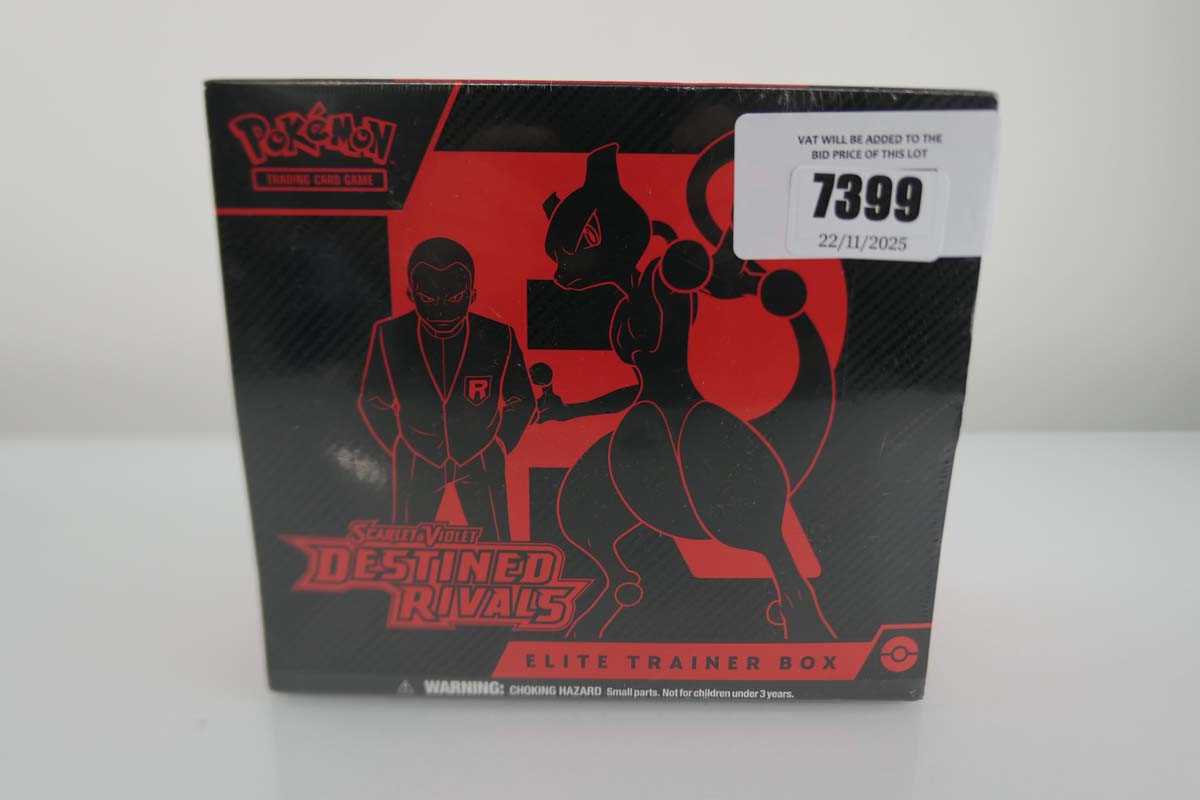 POKéMON
TRADING CARD GAME
VAT WILL BE ADDED TO THE
BID PRICE OF THIS LOT
7399
22/11/2025
R
SCARLET & VIOLET
DESTINED
RIVALS
ELITE TRAINER BOX
WARNING: CHOKING HAZARD Small parts. Not for children under 3 years.